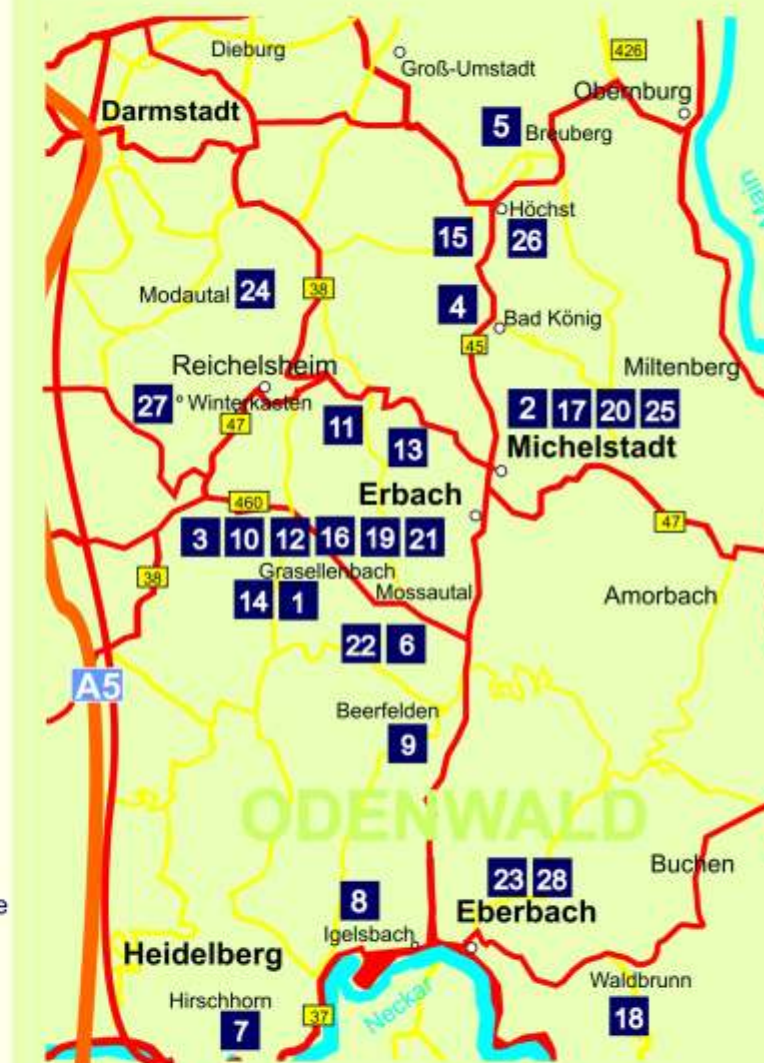 Dieburg
426
Groß-Umstadt
Obernburg
Darmstadt
5 Breuberg
Main
Höchst
15 26
Modautal 24 38
4
Bad König
45
Reichelsheim
Miltenberg
27 Winterkasten
2 17 20 25
47
11
13
Michelstadt
Erbach
460
47
3 10 12 16 19 21
Grasellenbach
38
Mossautal
Amorbach
14 1
22 6
A5
Beerfelden
9
ODENWALD
Buchen
23 28
8
Eberbach
e
Igelsbach
Heidelberg
Waldbrunn
Hirschhorn
Neckar
37
18
7